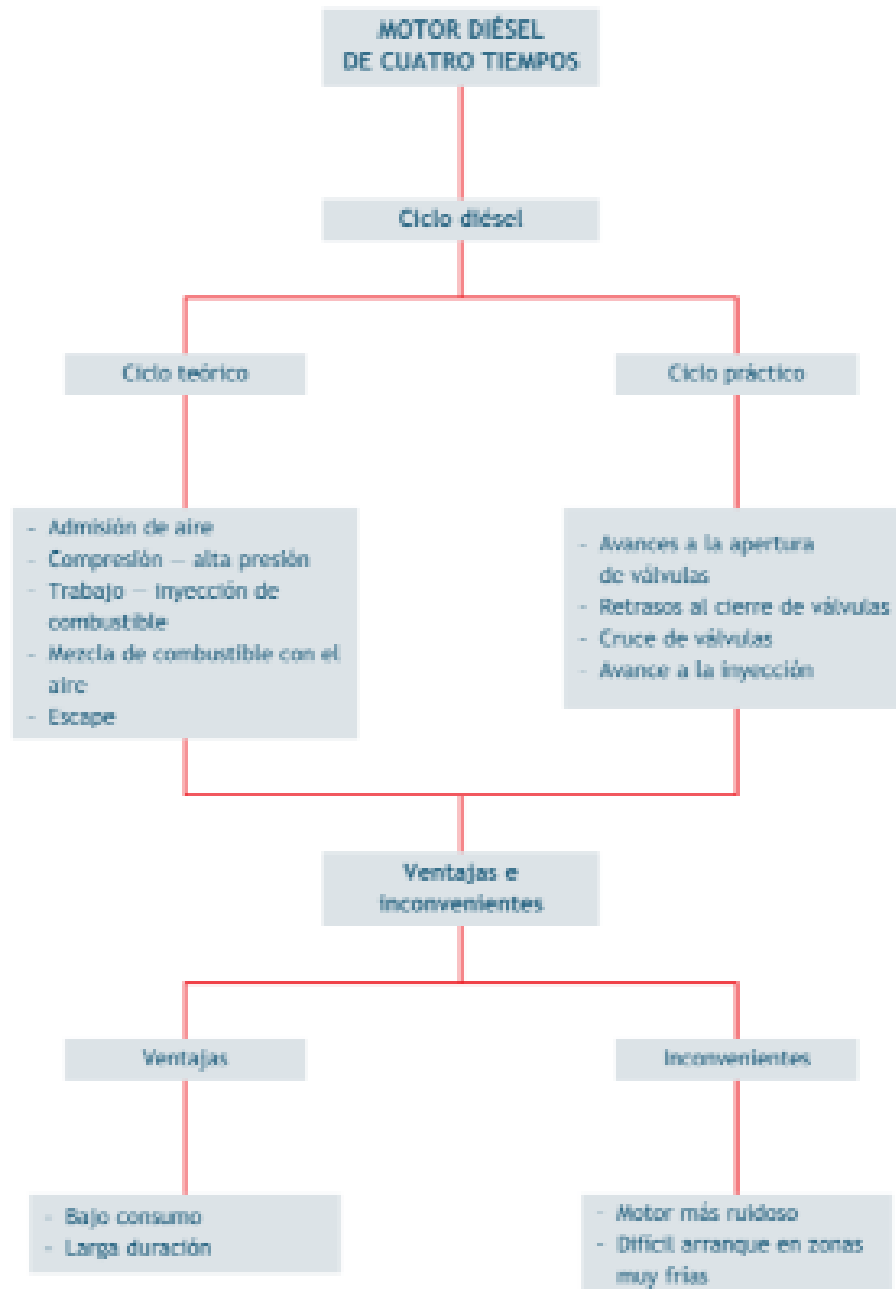 MOTOR DIÉSEL
DE CUATRO TIEMPOS
Ciclo diésel
Ciclo teórico
Ciclo práctico
- Admisión de aire
- Compresión – alta presión
- Trabajo – inyección de
combustible
- Mezcla de combustible con el
aire
- Escape
- Avances a la apertura
de válvulas
- Retrasos al cierre de válvulas
- Cruce de válvulas
- Avance a la inyección
Ventajas e
inconvenientes
Ventajas
Inconvenientes
- Bajo consumo
- Larga duración
- Motor más ruidoso
- Difícil arranque en zonas
muy frías